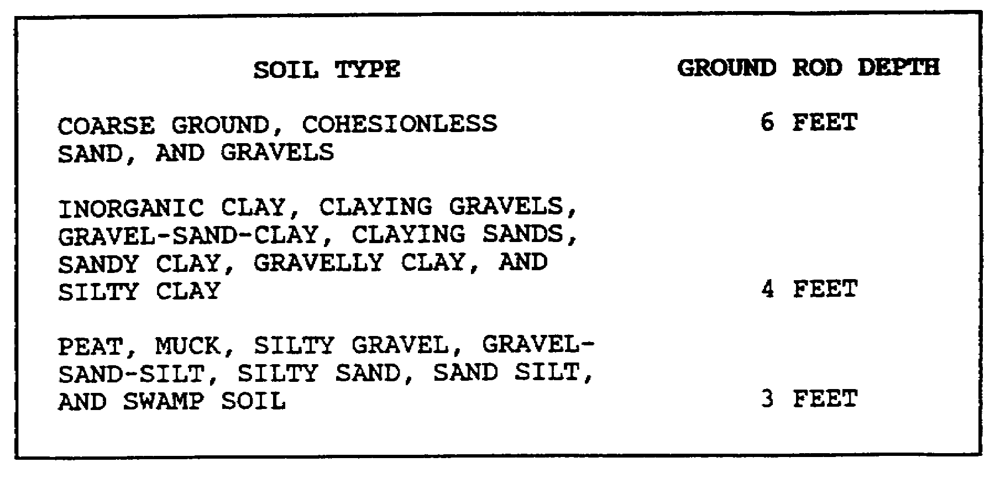 SOIL TYPE GROUND ROD DEPTH
COARSE GROUND, COHESIONLESS 6 FEET
SAND, AND GRAVELS
INORGANIC CLAY, CLAYING GRAVELS,
GRAVEL-SAND-CLAY, CLAYING SANDS,
SANDY CLAY, GRAVELLY CLAY, AND
SILTY CLAY 4 FEET
PEAT, MUCK, SILTY GRAVEL, GRAVEL-
SAND-SILT, SILTY SAND, SAND SILT,
AND SWAMP SOIL 3 FEET